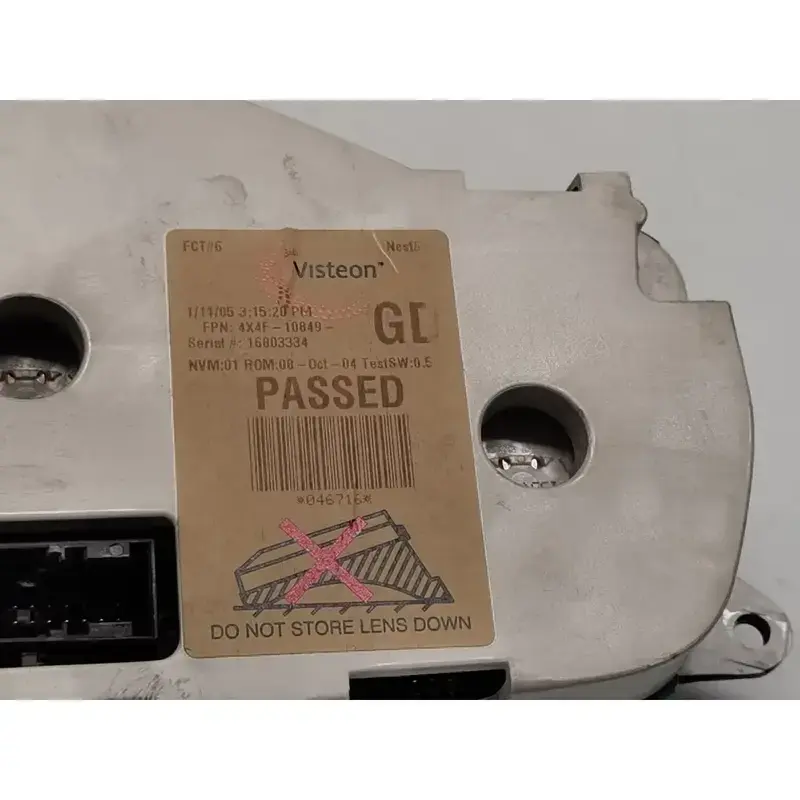 FCT#6
Visteon
1/11/05 3:15:20 PM
FPN: 4X4F-10849-
GD
Serial #: 16803334
NVM:01 ROM:08-Oct-04 TestSW:0.5
PASSED
*046716*
DO NOT STORE LENS DOWN